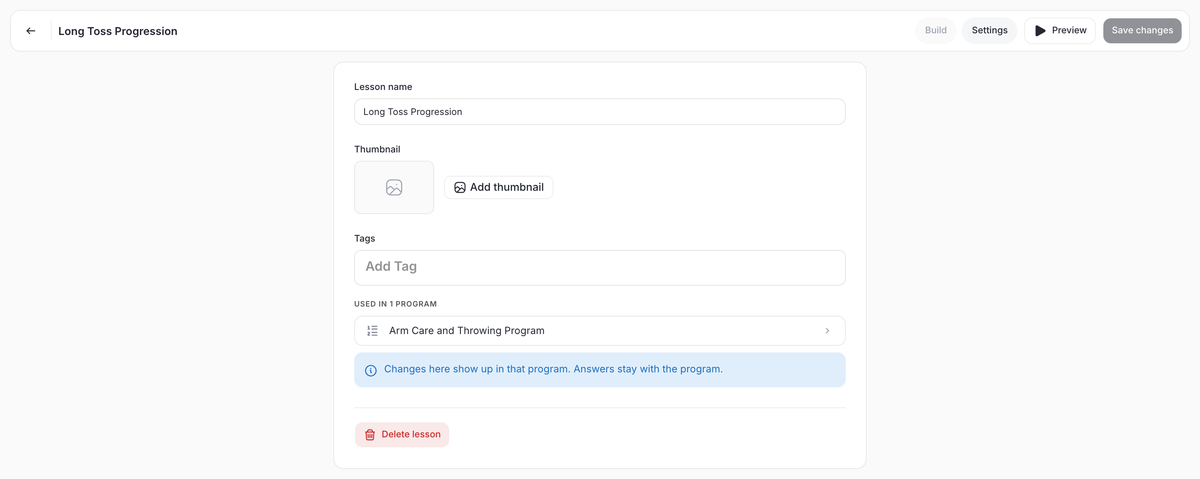 Long Toss Progression
Build
Settings
Preview
Save changes
Lesson name
Long Toss Progression
Thumbnail
Add thumbnail
Tags
Add Tag
USED IN 1 PROGRAM
Arm Care and Throwing Program
Changes here show up in that program. Answers stay with the program.
Delete lesson